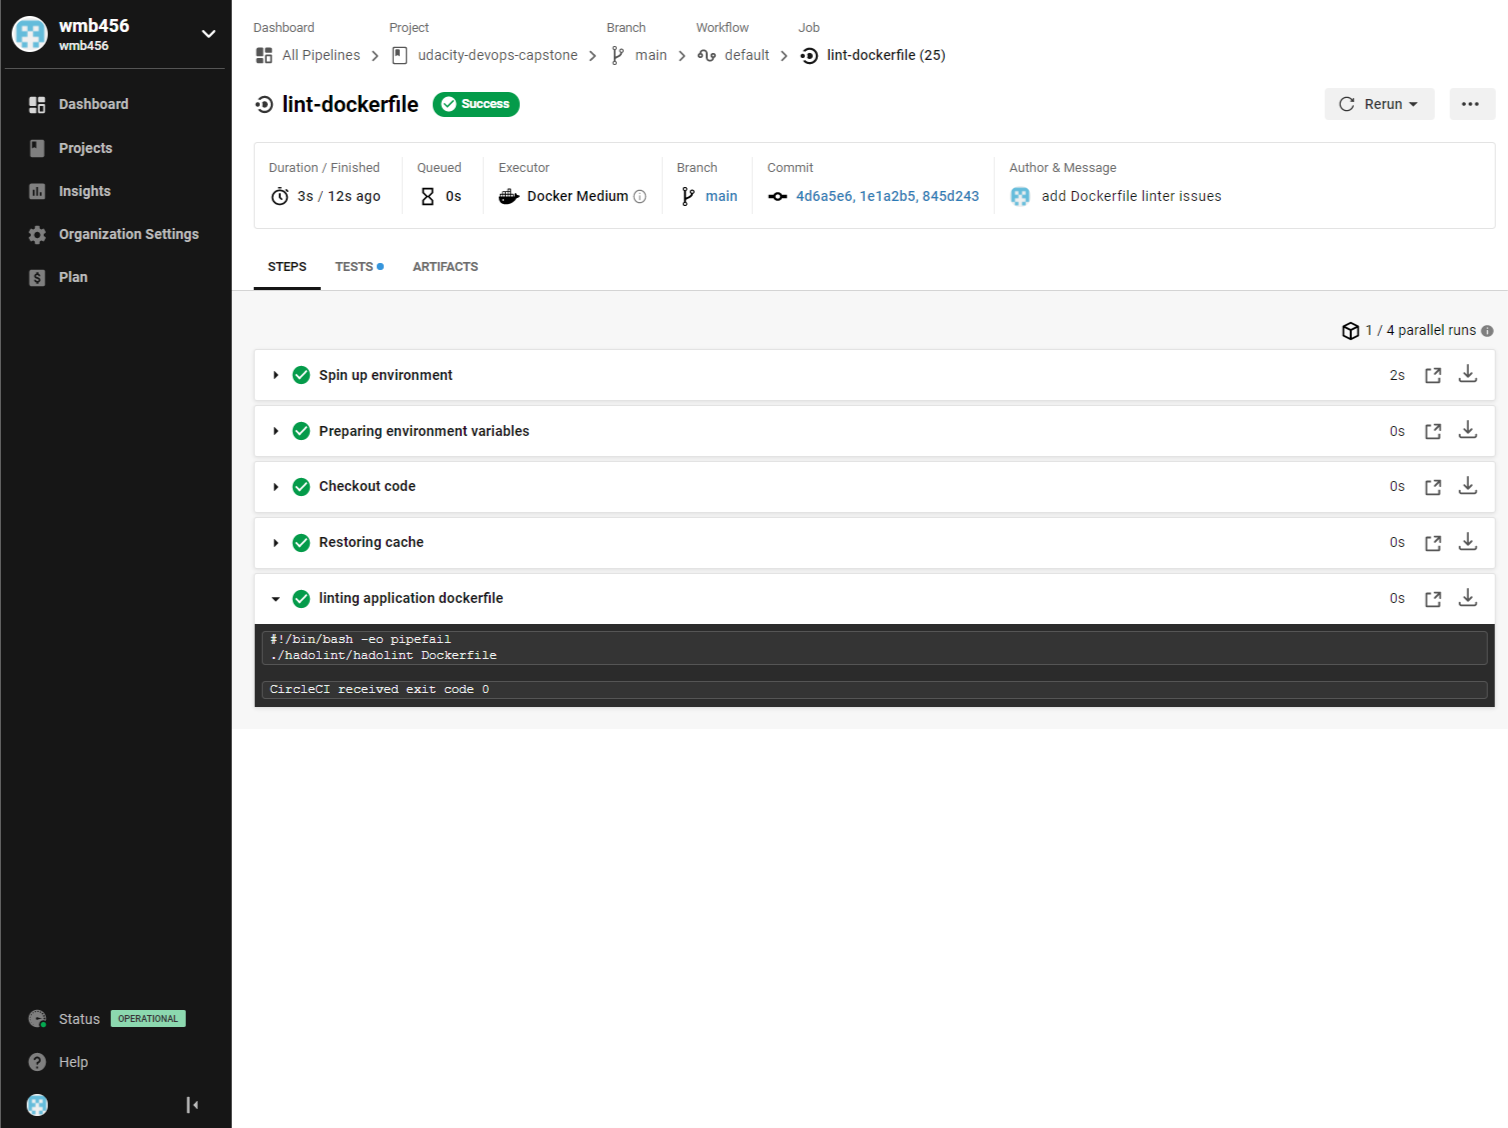 wmb456
wmb456
Dashboard
Projects
Insights
Organization Settings
Plan
Status OPERATIONAL
Help
Dashboard Project Branch Workflow Job
All Pipelines udacity-devops-capstone main default lint-dockerfile (25)
lint-dockerfile Success Rerun
Duration / Finished Queued Executor Branch Commit Author & Message
3s / 12s ago 0s Docker Medium main 4d6a5e6, 1e1a2b5, 845d243 add Dockerfile linter issues
STEPS TESTS ARTIFACTS
1 / 4 parallel runs
Spin up environment 2s
Preparing environment variables 0s
Checkout code 0s
Restoring cache 0s
linting application dockerfile 0s
#!/bin/bash -eo pipefail
./hadolint/hadolint Dockerfile
CircleCI received exit code 0